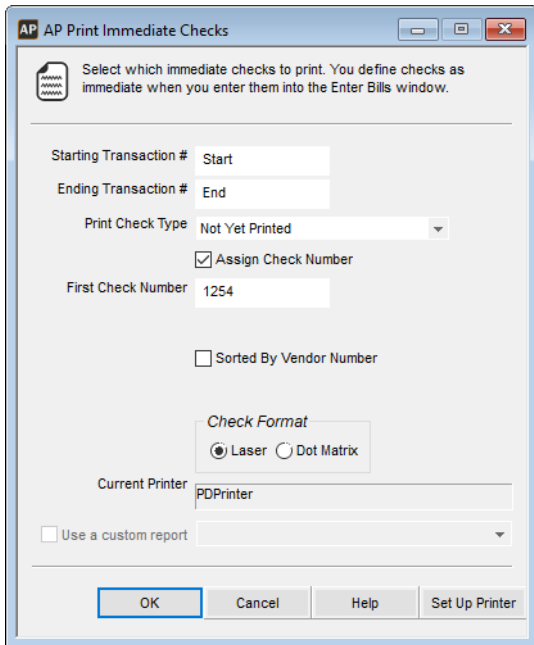 AP AP Print Immediate Checks
Select which immediate checks to print. You define checks as
immediate when you enter them into the Enter Bills window.
Starting Transaction # Start
Ending Transaction # End
Print Check Type Not Yet Printed
Assign Check Number
First Check Number 1254
Sorted By Vendor Number
Check Format
Laser Dot Matrix
Current Printer PDPrinter
Use a custom report
OK Cancel Help Set Up Printer